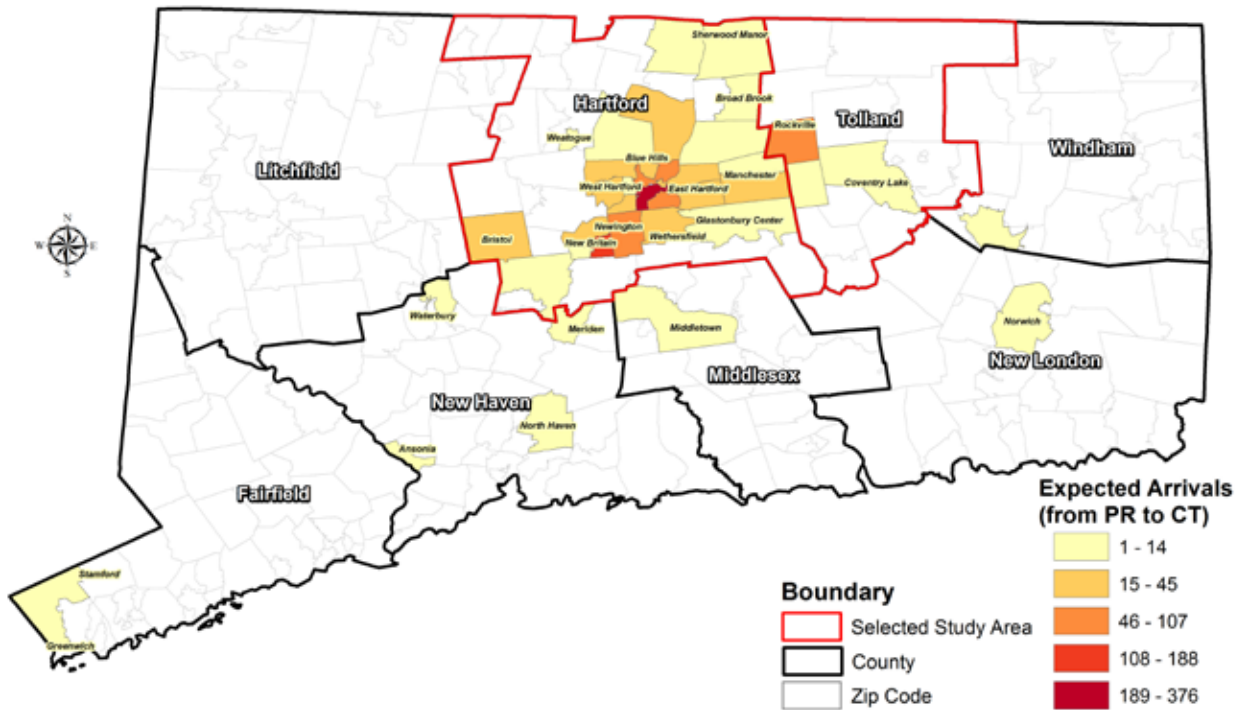 Sherwood Manor
Hartford
Broad Brook
Weatogue
Rockville
Tolland
Windham
Litchfield
Blue Hills
Manchester
West Hartford
East Hartford
Coventry Lake
N
W E
S
Glastonbury Center
Newington
Bristol
New Britain
Wethersfield
Waterbury
Meriden
Middletown
Norwich
New London
Middlesex
New Haven
North Haven
Ansonia
Fairfield
Stamford
Greenwich
Expected Arrivals
(from PR to CT)
1 - 14
15 - 45
46 - 107
108 - 188
189 - 376
Boundary
Selected Study Area
County
Zip Code